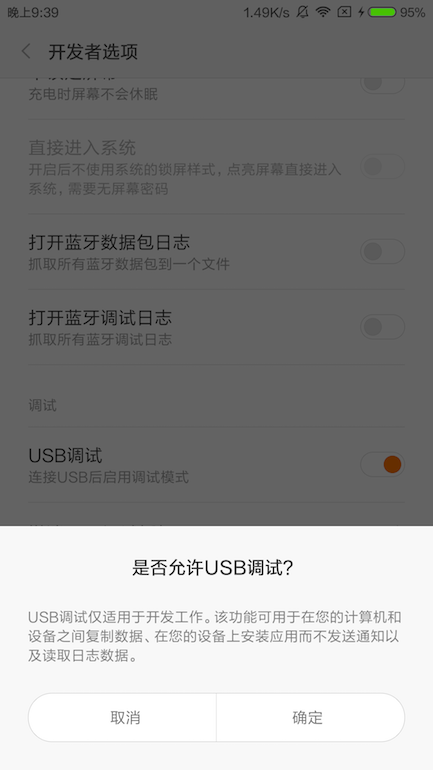 晚上9:39
1.49K/s
95%
开发者选项
充电时屏幕不会休眠
直接进入系统
开启后不使用系统的锁屏样式，点亮屏幕直接进入
系统，需要无屏幕密码
打开蓝牙数据包日志
抓取所有蓝牙数据包到一个文件
打开蓝牙调试日志
抓取所有蓝牙调试日志
调试
USB调试
连接USB后启用调试模式
是否允许USB调试？
USB调试仅适用于开发工作。该功能可用于在您的计算机和
设备之间复制数据、在您的设备上安装应用而不发送通知以
及读取日志数据。
取消
确定